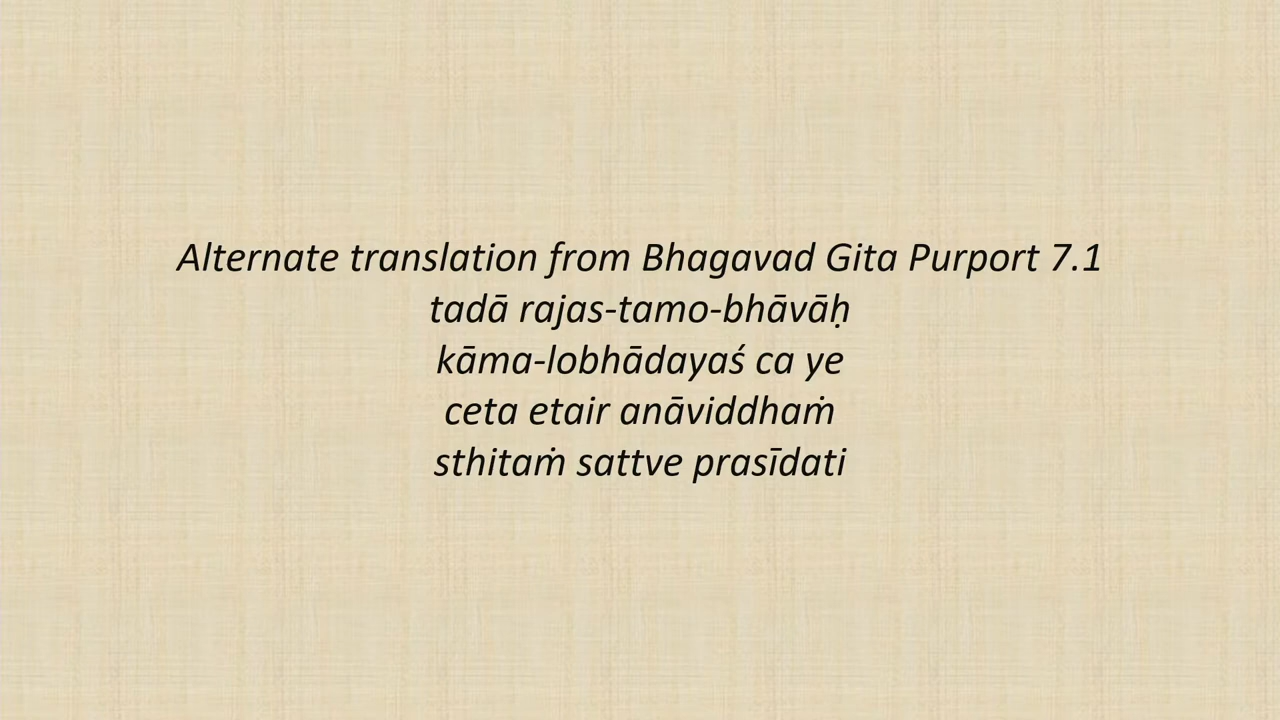 Alternate translation from Bhagavad Gita Purport 7.1
tadā rajas-tamo-bhāvāḥ
kāma-lobhādayaś ca ye
ceta etair anāviddhaṁ
sthitaṁ sattve prasīdati